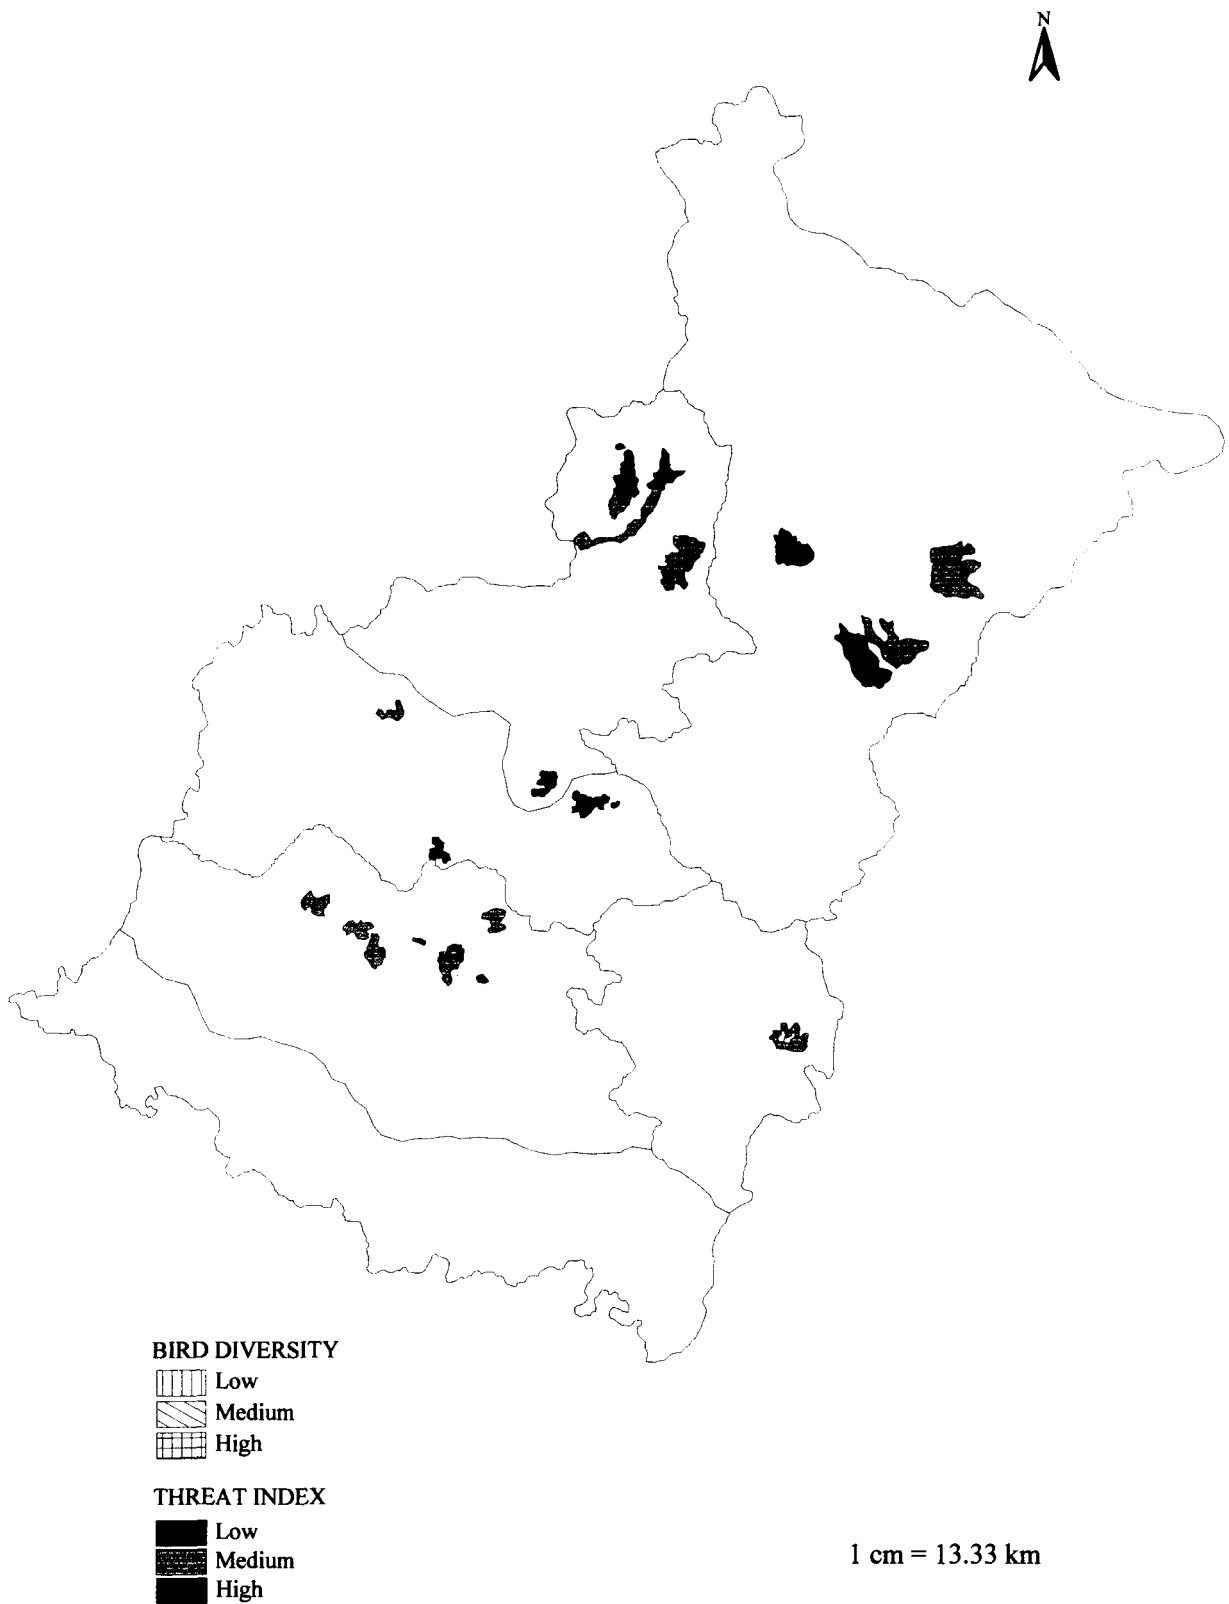 N
BIRD DIVERSITY
Low
Medium
High
THREAT INDEX
Low
Medium
High
1 cm = 13.33 km